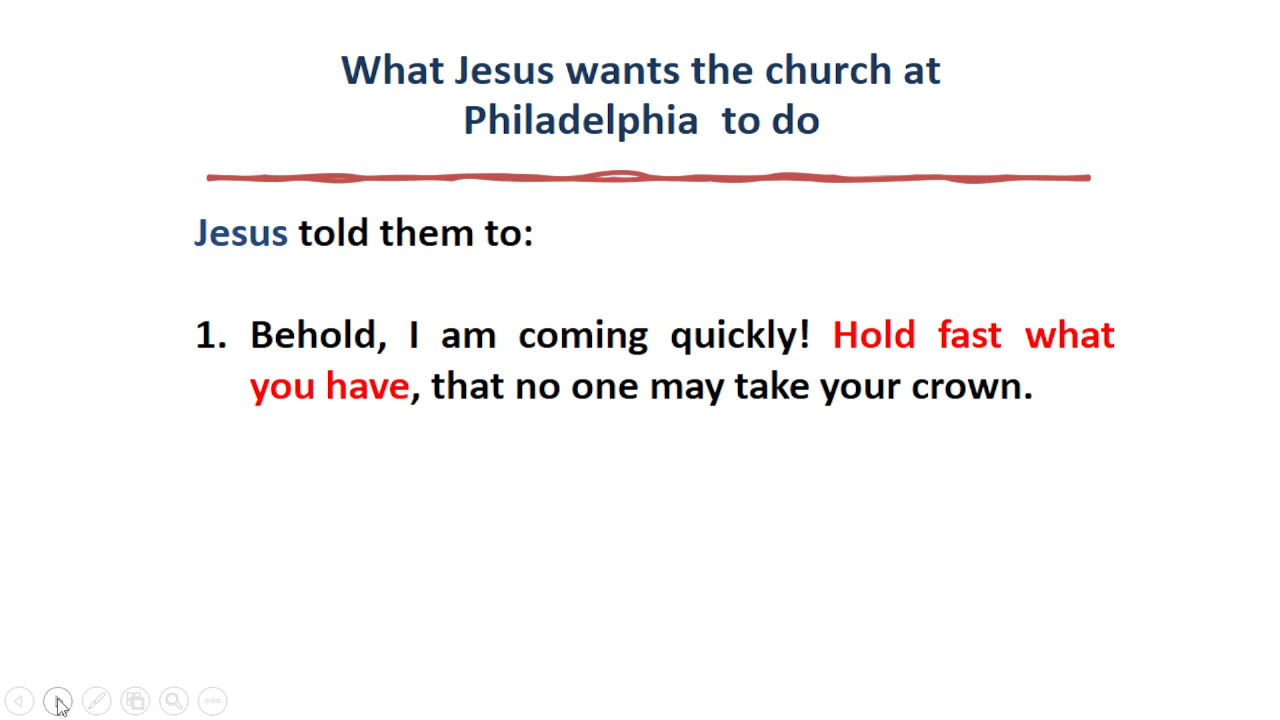 What Jesus wants the church at
Philadelphia  to do
Jesus told them to:
1. Behold, I am coming quickly! Hold fast what
you have, that no one may take your crown.